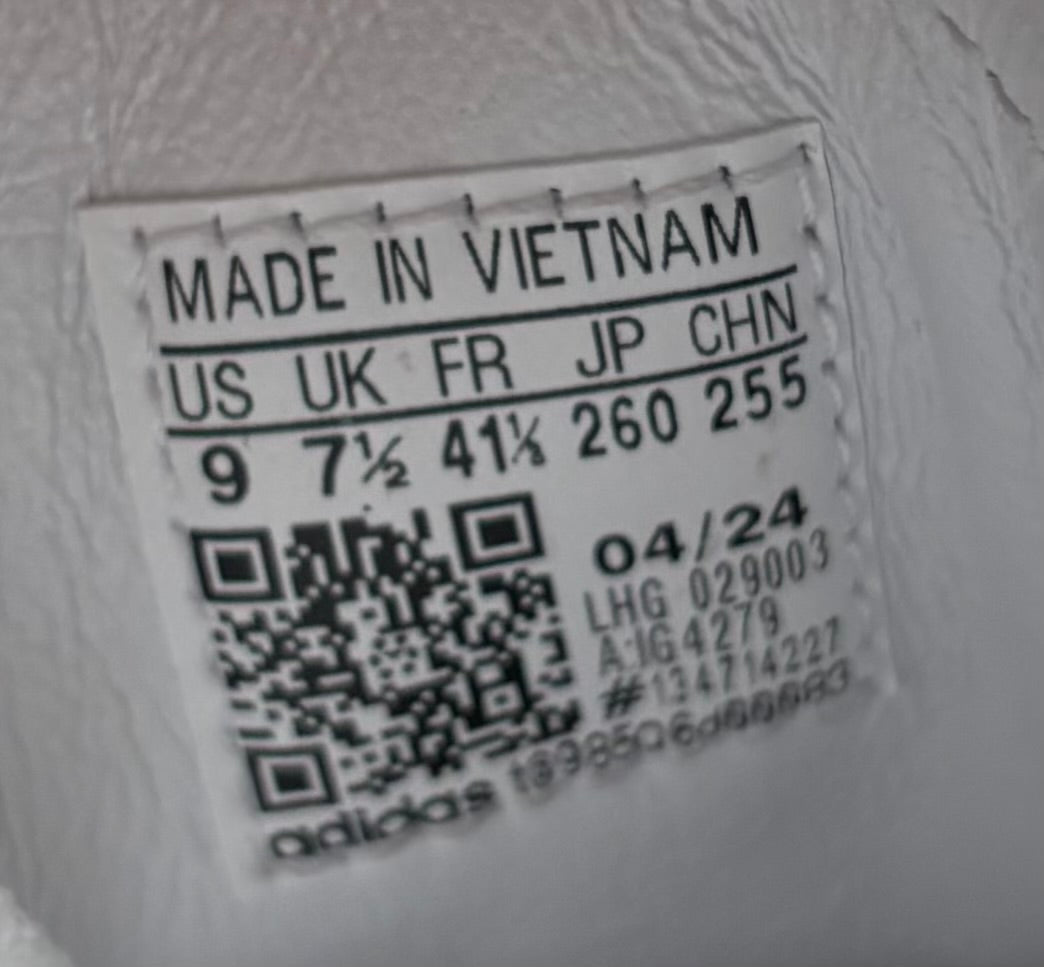 MADE IN VIETNAM
US UK FR JP CHN
9 7½ 41⅓ 260 255
04/24
LHG 029003
A:IG4279
#134714227
adidas